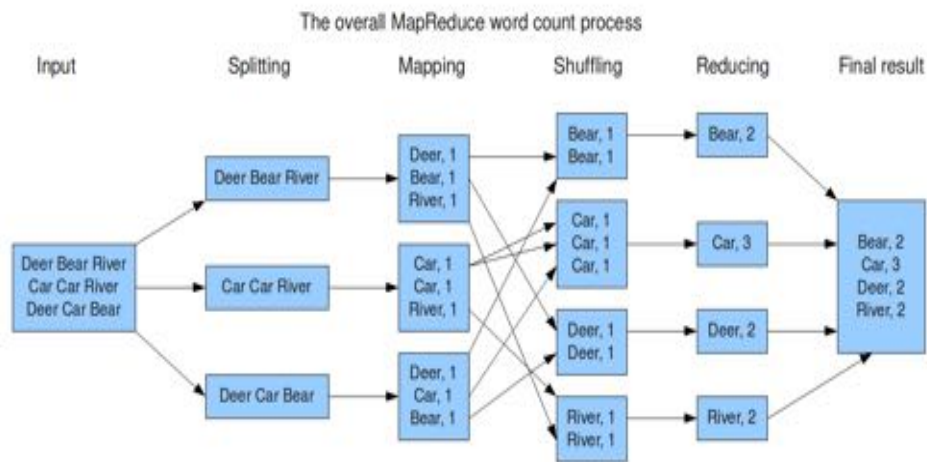 The overall MapReduce word count process
Input
Splitting
Mapping
Shuffling
Reducing
Final result
Deer Bear River
Car Car River
Deer Car Bear
Deer Bear River
Car Car River
Deer Car Bear
Deer, 1
Bear, 1
River, 1
Car, 1
Car, 1
River, 1
Deer, 1
Car, 1
Bear, 1
Bear, 1
Bear, 1
Car, 1
Car, 1
Car, 1
Deer, 1
Deer, 1
River, 1
River, 1
Bear, 2
Car, 3
Deer, 2
River, 2
Bear, 2
Car, 3
Deer, 2
River, 2